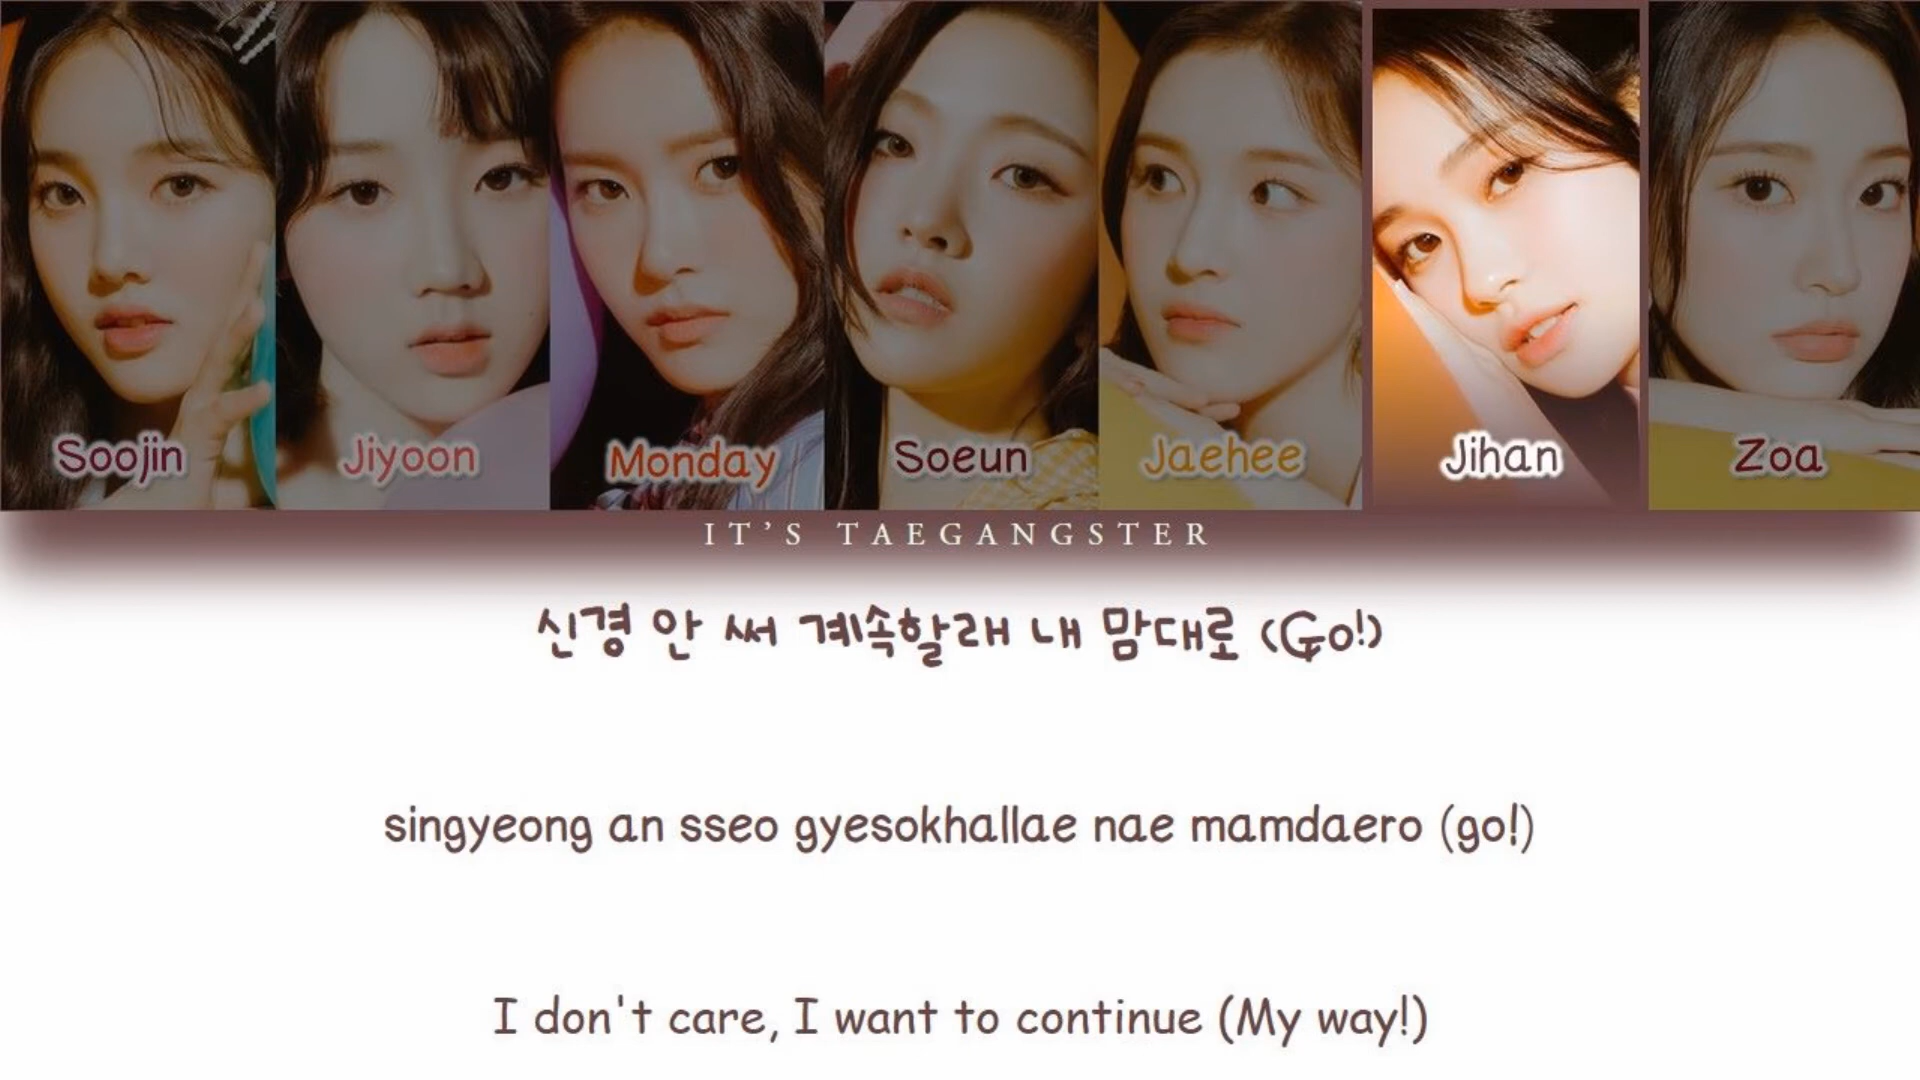 Soojin Jiyoon Monday Soeun Jaehee Jihan Zoa
IT'S TAEGANGSTER
신경 안 써 계속할래 내 맘대로 (Go!)
singyeong an sseo gyesokhallae nae mamdaero (go!)
I don't care, I want to continue (My way!)